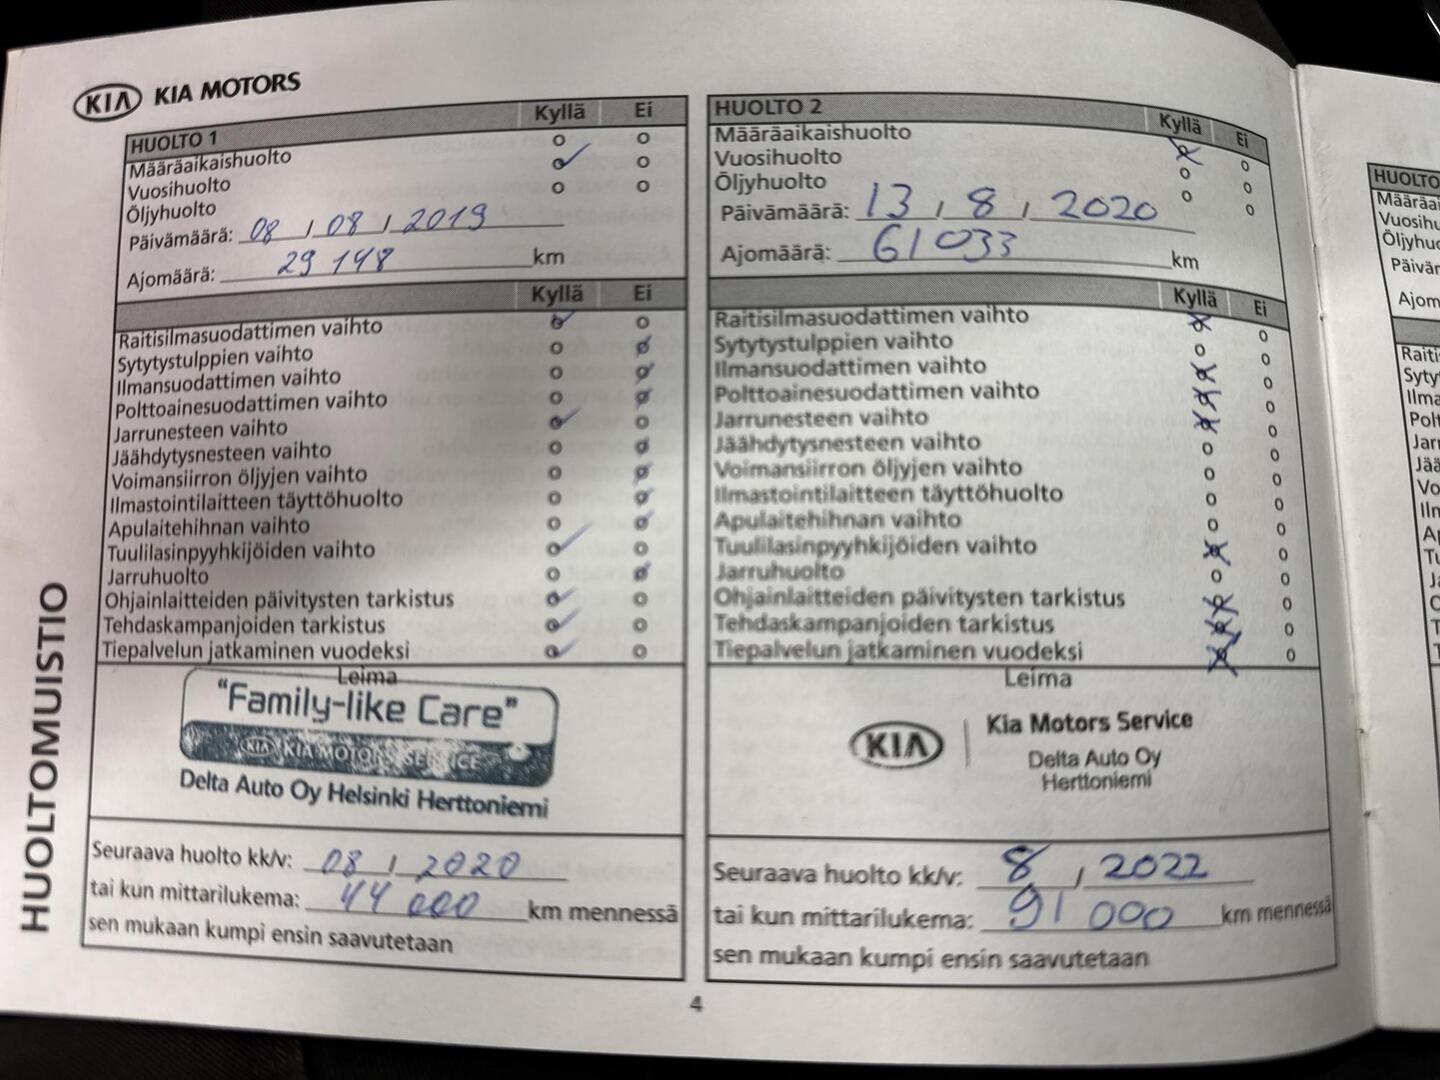 KIA KIA MOTORS
HUOLTOMUISTIO
HUOLTO 1 Kyllä Ei
Määräaikaishuolto
Vuosihuolto
Öljyhuolto
Päivämäärä: 08 / 08 / 2019
Ajomäärä: 29 148 km
Kyllä Ei
Raitisilmasuodattimen vaihto
Sytytystulppien vaihto
Ilmansuodattimen vaihto
Polttoainesuodattimen vaihto
Jarrunesteen vaihto
Jäähdytysnesteen vaihto
Voimansiirron öljyjen vaihto
Ilmastointilaitteen täyttöhuolto
Apulaitehihnan vaihto
Tuulilasinpyyhkijöiden vaihto
Jarruhuolto
Ohjainlaitteiden päivitysten tarkistus
Tehdaskampanjoiden tarkistus
Tiepalvelun jatkaminen vuodeksi
Leima
"Family-like Care"
KIA KIA MOTORS SERVICE
Delta Auto Oy Helsinki Herttoniemi
Seuraava huolto kk/v: 08 / 2020
tai kun mittarilukema: 44 000 km mennessä
sen mukaan kumpi ensin saavutetaan
HUOLTO 2 Kyllä Ei
Määräaikaishuolto
Vuosihuolto
Öljyhuolto
Päivämäärä: 13 / 8 / 2020
Ajomäärä: 61 033 km
Kyllä Ei
Raitisilmasuodattimen vaihto
Sytytystulppien vaihto
Ilmansuodattimen vaihto
Polttoainesuodattimen vaihto
Jarrunesteen vaihto
Jäähdytysnesteen vaihto
Voimansiirron öljyjen vaihto
Ilmastointilaitteen täyttöhuolto
Apulaitehihnan vaihto
Tuulilasinpyyhkijöiden vaihto
Jarruhuolto
Ohjainlaitteiden päivitysten tarkistus
Tehdaskampanjoiden tarkistus
Tiepalvelun jatkaminen vuodeksi
Leima
KIA Kia Motors Service
Delta Auto Oy
Herttoniemi
Seuraava huolto kk/v: 8 / 2022
tai kun mittarilukema: 91 000 km mennessä
sen mukaan kumpi ensin saavutetaan
4
HUOLTO